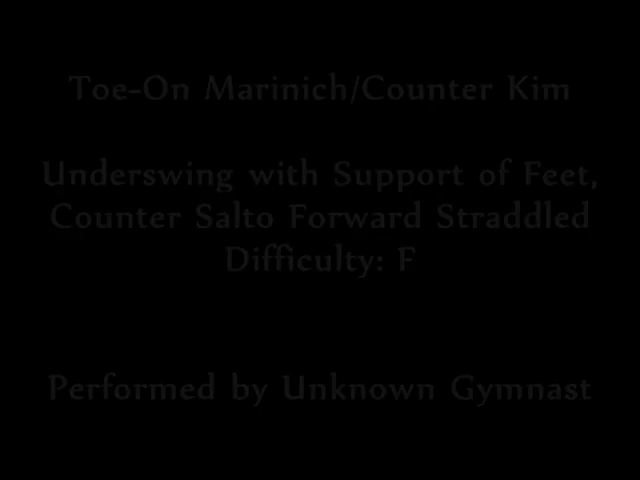 Toe-On Marinich/Counter Kim
Underswing with Support of Feet,
Counter Salto Forward Straddled
Difficulty: F
Performed by Unknown Gymnast